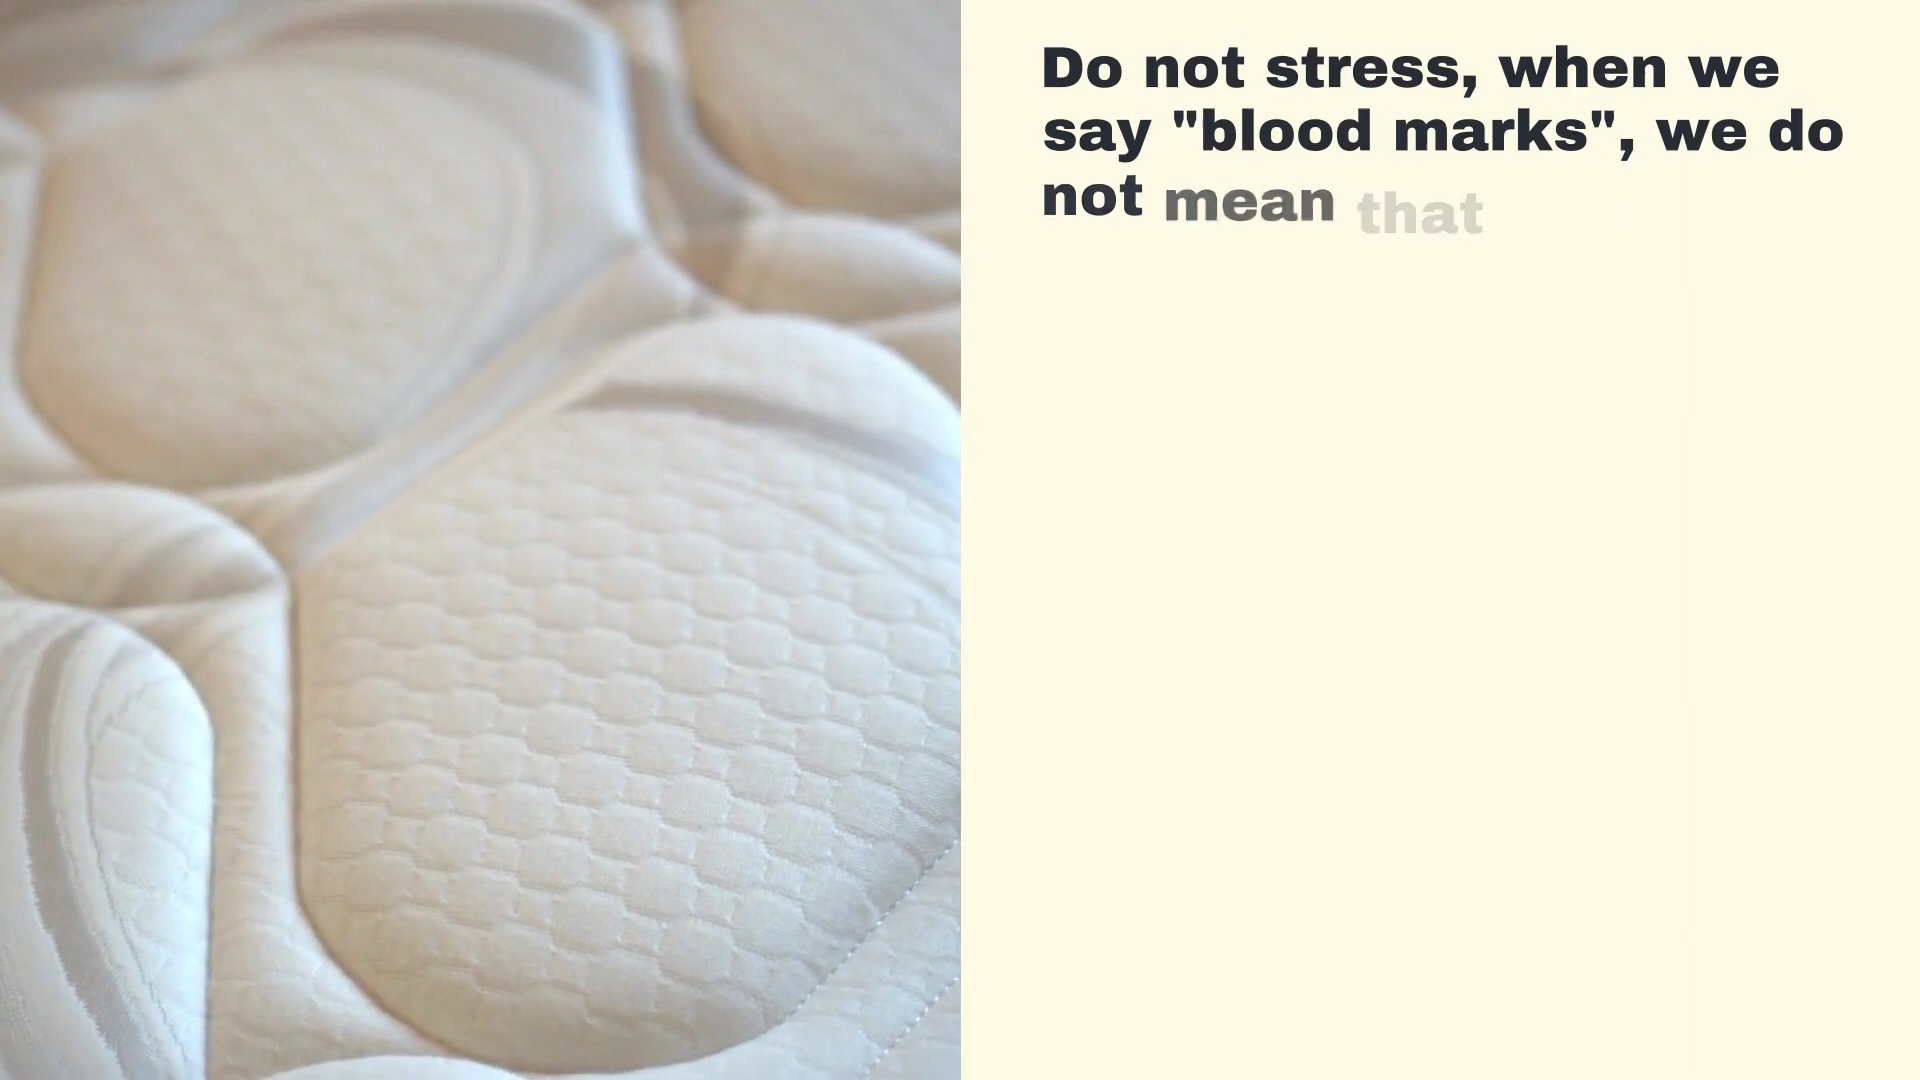 Do not stress, when we
say "blood marks", we do
not mean that